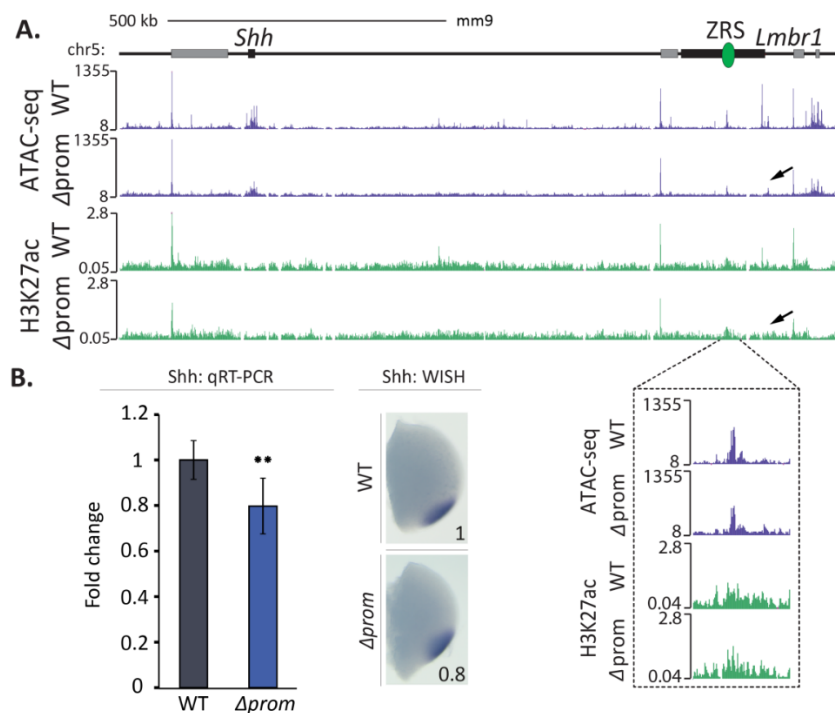 500 kb mm9
A.
Shh ZRS Lmbr1
chr5:
ATAC-seq
WT
1355
8
Δprom
1355
8
H3K27ac
WT
2.8
0.05
Δprom
2.8
0.05
B.
Shh: qRT-PCR
Fold change
1.2
1
0.8
0.6
0.4
0.2
0
**
WT Δprom
Shh: WISH
WT
1
Δprom
0.8
ATAC-seq
WT
1355
8
Δprom
1355
8
H3K27ac
WT
2.8
0.04
Δprom
2.8
0.04